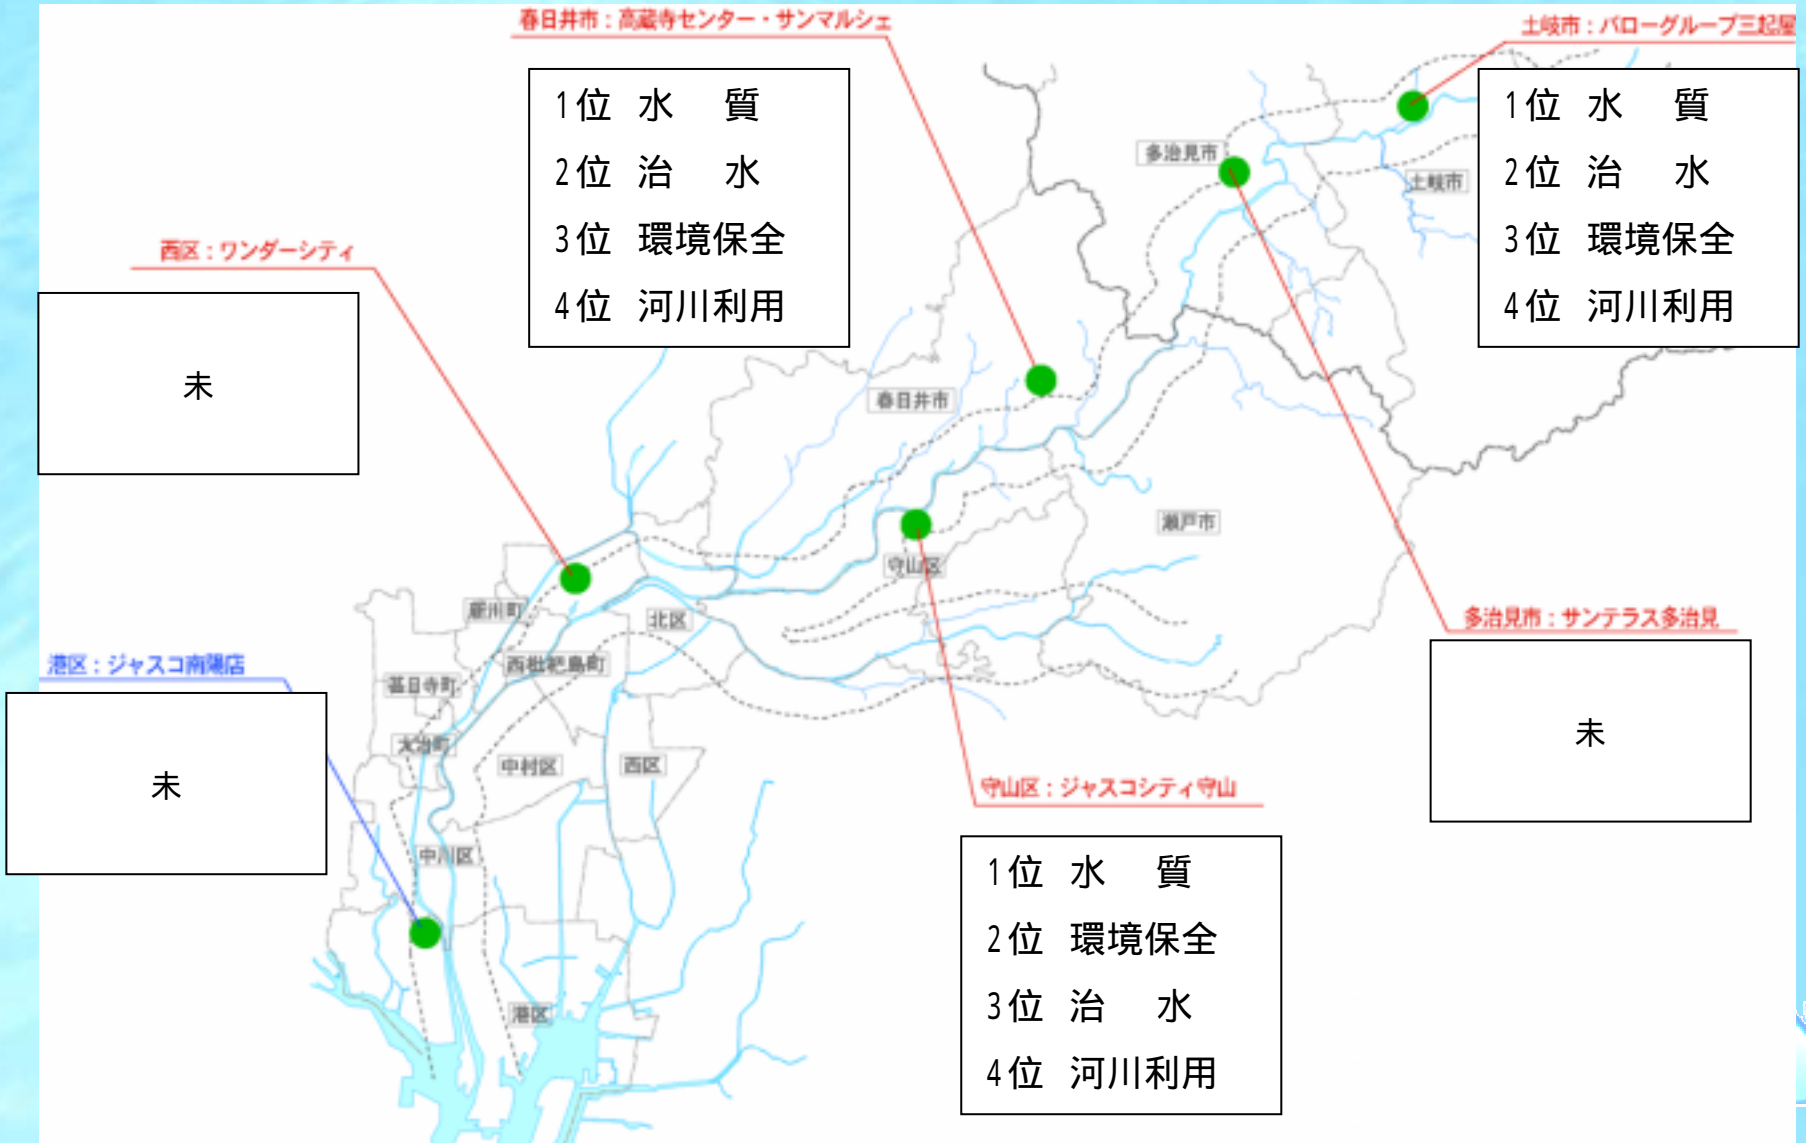 春日井市：高蔵寺センター・サンマルシェ
1位 水　質
2位 治　水
3位 環境保全
4位 河川利用
土岐市：バローグループ三起屋
1位 水　質
2位 治　水
3位 環境保全
4位 河川利用
多治見市
土岐市
西区：ワンダーシティ
未
春日井市
瀬戸市
守山区
新川町
北区
西枇杷島町
多治見市：サンテラス多治見
未
港区：ジャスコ南陽店
未
甚目寺町
大治町
中村区
西区
守山区：ジャスコシティ守山
1位 水　質
2位 環境保全
3位 治　水
4位 河川利用
中川区
港区